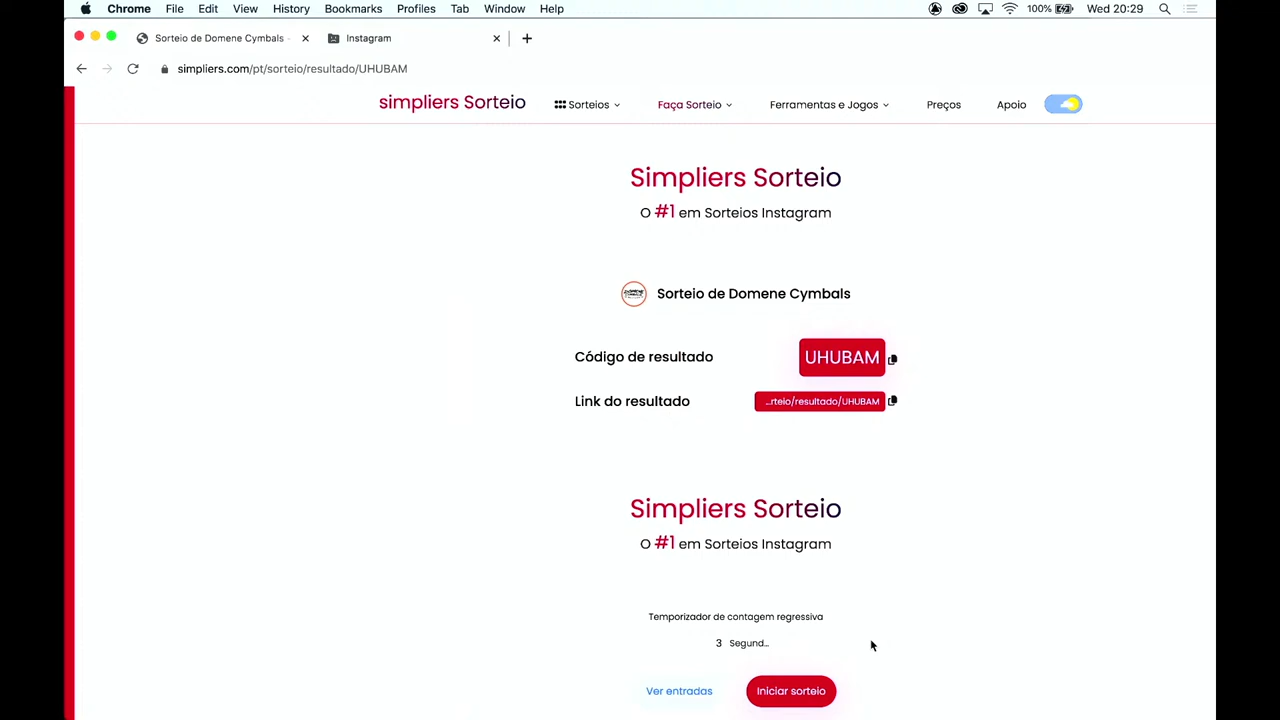 Chrome File Edit View History Bookmarks Profiles Tab Window Help 100% Wed 20:29
Sorteio de Domene Cymbals Instagram
simpliers.com/pt/sorteio/resultado/UHUBAM
simpliers Sorteio Sorteios Faça Sorteio Ferramentas e Jogos Preços Apoio
Simpliers Sorteio
O #1 em Sorteios Instagram
Sorteio de Domene Cymbals
Código de resultado UHUBAM
Link do resultado ...rteio/resultado/UHUBAM
Simpliers Sorteio
O #1 em Sorteios Instagram
Temporizador de contagem regressiva
3 Segund...
Ver entradas Iniciar sorteio